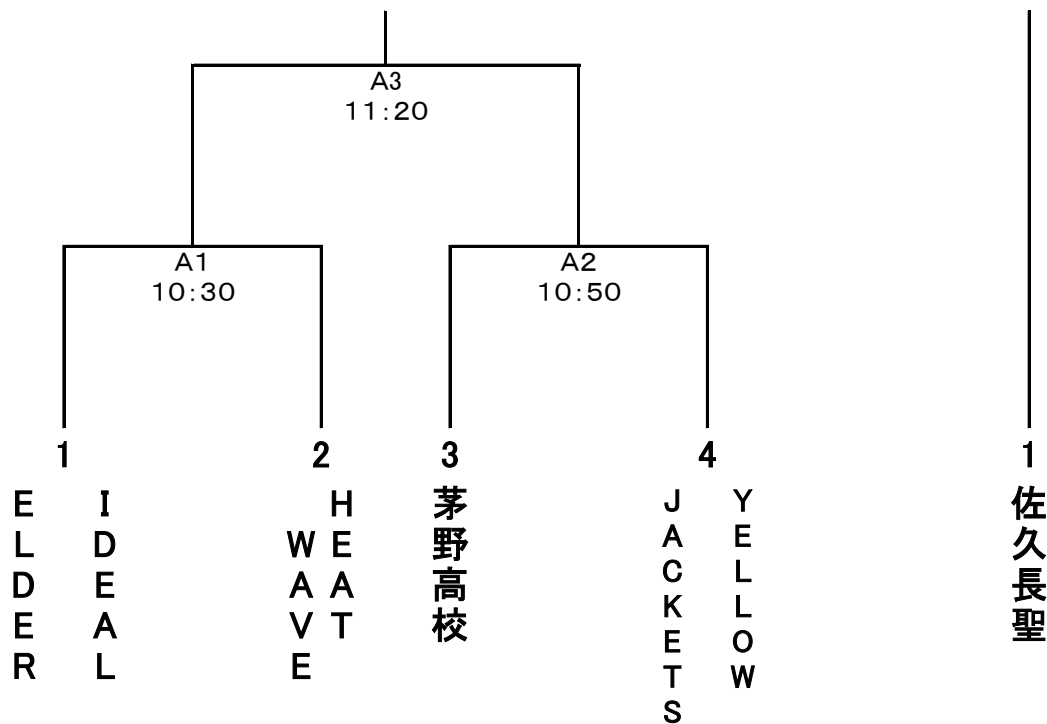 A3
11:20
A1
10:30
A2
10:50
1
2
3
4
1
IDEAL
ELDER
HEAT
WAVE
茅野高校
YELLOW
JACKETS
佐久長聖